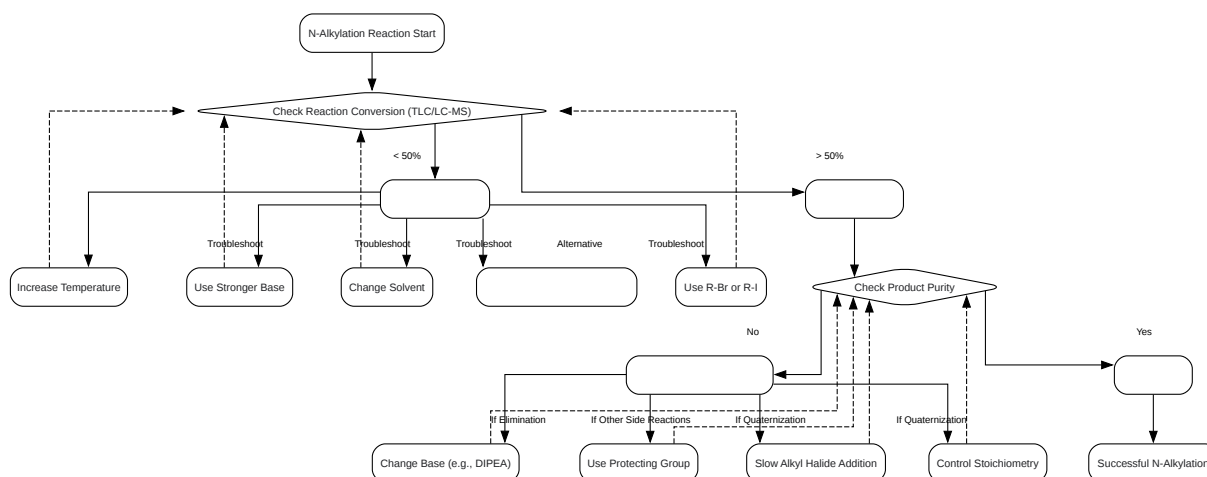 N-Alkylation Reaction Start
Check Reaction Conversion (TLC/LC-MS)
< 50%
> 50%
Troubleshoot
Troubleshoot
Troubleshoot
Alternative
Troubleshoot
Increase Temperature
Use Stronger Base
Change Solvent
Use R-Br or R-I
Check Product Purity
No
Yes
If Elimination
If Other Side Reactions
If Quaternization
If Quaternization
Change Base (e.g., DIPEA)
Use Protecting Group
Slow Alkyl Halide Addition
Control Stoichiometry
Successful N-Alkylation